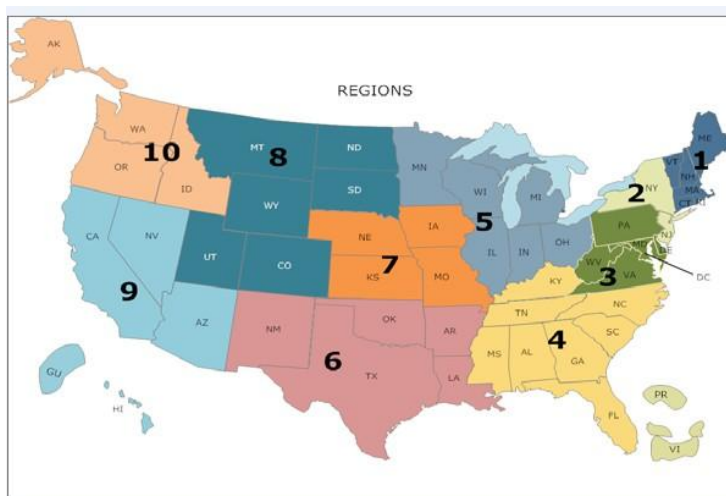 AK
REGIONS
WA
MT
ND
ME
10
8
MN
VT
1
OR
NH
ID
SD
WI
MI
NY
MA
WY
5
2
CT RI
IA
PA
NJ
NE
OH
CA
NV
IL
IN
MD
DE
UT
CO
7
WV
KS
MO
3
VA
DC
9
KY
NC
TN
OK
AR
SC
AZ
NM
4
MS
AL
GA
6
GU
TX
LA
PR
HI
FL
VI